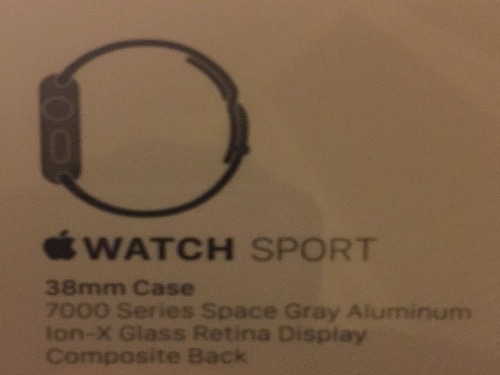 WATCH SPORT
38mm Case
7000 Series Space Gray Aluminum
Ion-X Glass Retina Display
Composite Back